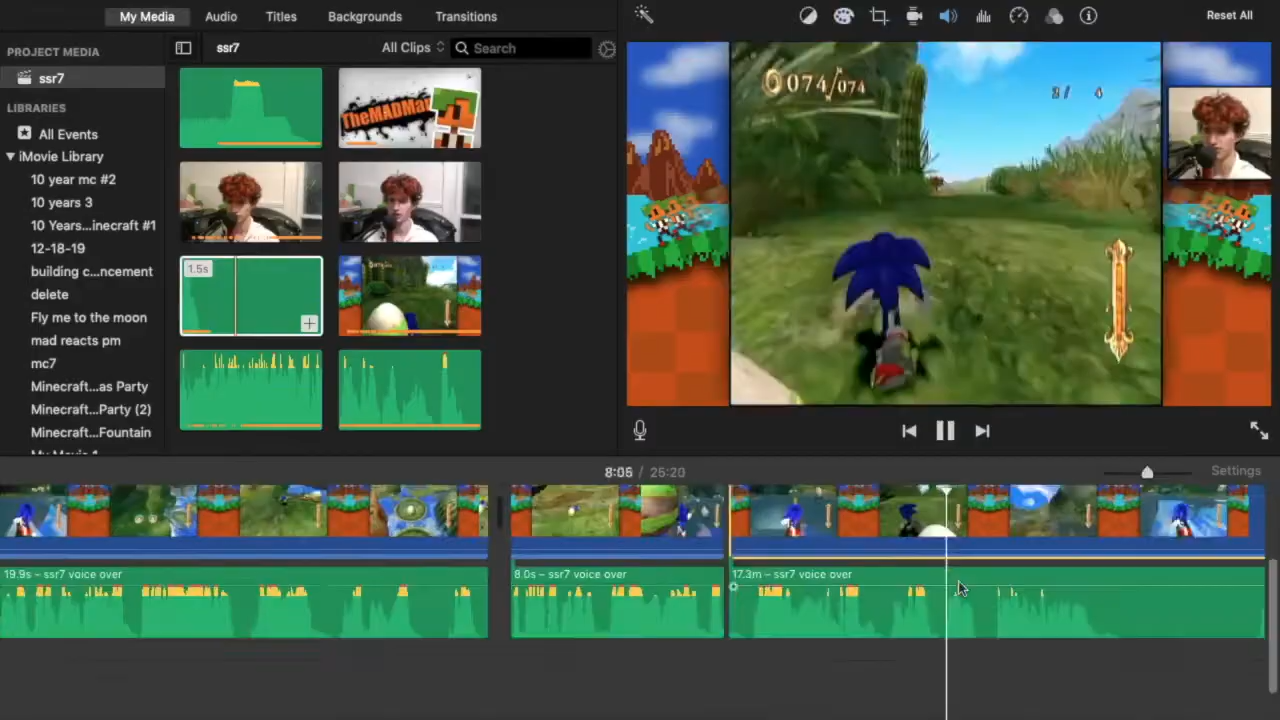 My Media
Audio
Titles
Backgrounds
Transitions
Reset All
PROJECT MEDIA
ssr7
All Clips
Search
ssr7
LIBRARIES
All Events
iMovie Library
10 year mc #2
10 years 3
10 Years...inecraft #1
12-18-19
building c...ncement
delete
Fly me to the moon
mad reacts pm
mc7
Minecraft...as Party
Minecraft...Party (2)
Minecraft...Fountain
TheMADMa
1.5s
074/074
2/ 4
8:05 / 25:20
Settings
19.9s – ssr7 voice over
8.0s – ssr7 voice over
17.3m – ssr7 voice over